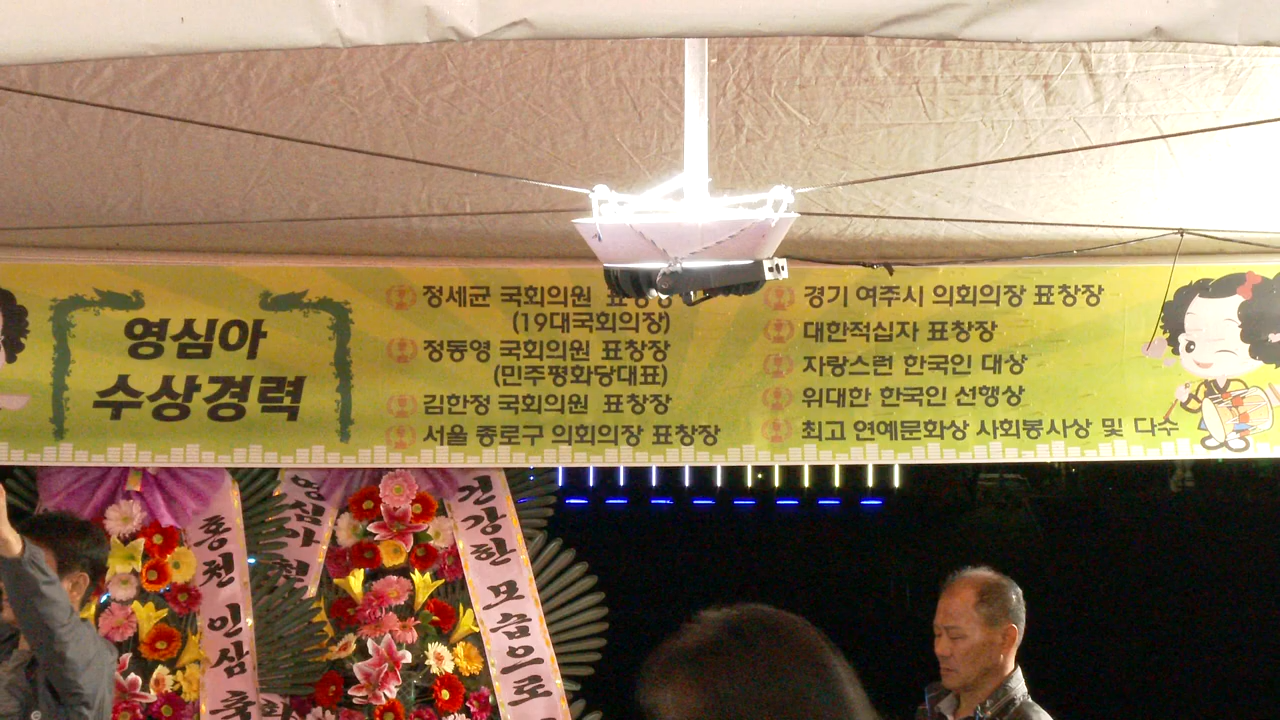 영심아
수상경력
정세균 국회의원 표창장
(19대국회의장)
정동영 국회의원 표창장
(민주평화당대표)
김한정 국회의원 표창장
서울 종로구 의회의장 표창장
경기 여주시 의회의장 표창장
대한적십자 표창장
자랑스런 한국인 대상
위대한 한국인 선행상
최고 연예문화상 사회봉사상 및 다수
홍천 인삼 축
영심아
건강한 모습으로